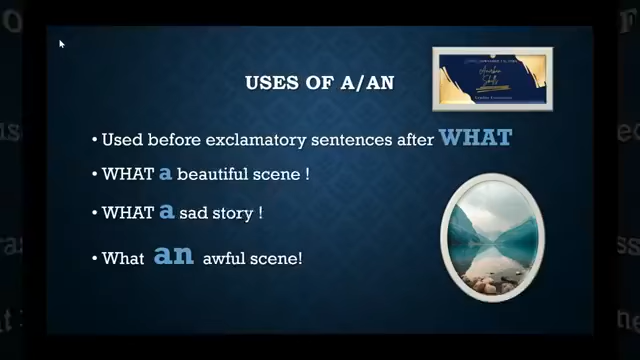 USES OF A/AN
• Used before exclamatory sentences after WHAT
• WHAT a beautiful scene !
• WHAT a sad story !
• What an awful scene!